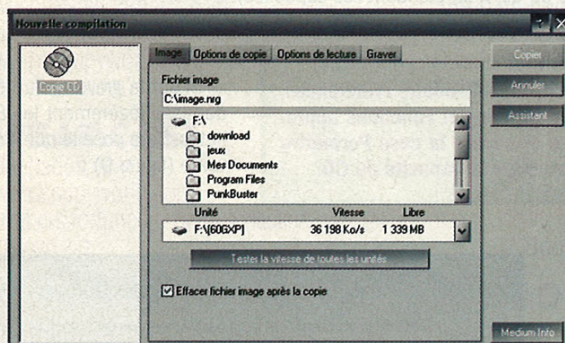 Nouvelle compilation
Copie CD
Image Options de copie Options de lecture Graver
Fichier image
C:\image.nrg
F:\
download
jeux
Mes Documents
Program Files
PunkBuster
Unité Vitesse Libre
F:\[60GXP] 36 198 Ko/s 1 339 MB
Tester la vitesse de toutes les unités
Effacer fichier image après la copie
Copier
Annuler
Assistant
Medium Info